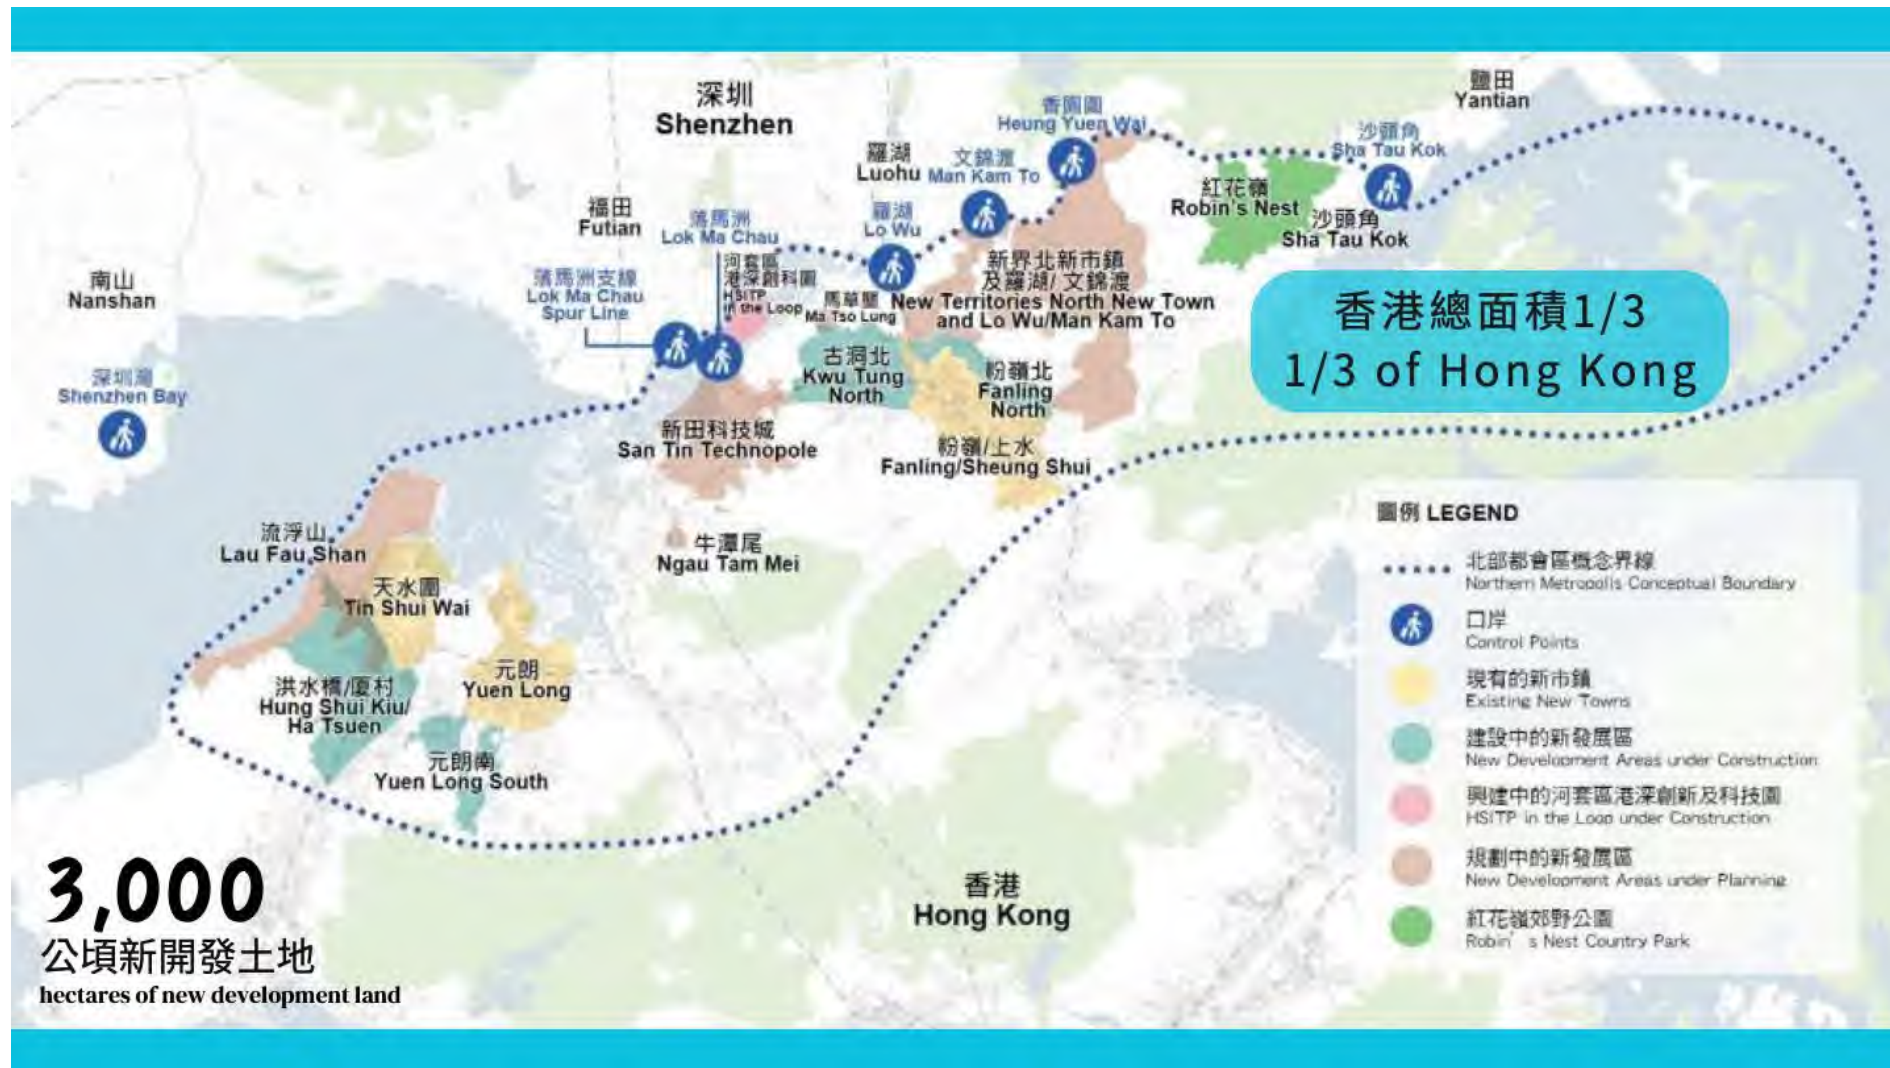 深圳
Shenzhen
鹽田
Yantian
香園圍
Heung Yuen Wai
沙頭角
Sha Tau Kok
羅湖
Luohu
文錦渡
Man Kam To
紅花嶺
Robin's Nest
沙頭角
Sha Tau Kok
福田
Futian
落馬洲
Lok Ma Chau
羅湖
Lo Wu
南山
Nanshan
落馬洲支線
Lok Ma Chau
Spur Line
河套區
港深創科園
HSITP
in the Loop
馬草壟
Ma Tso Lung
新界北新市鎮
及羅湖/文錦渡
New Territories North New Town
and Lo Wu/Man Kam To
香港總面積1/3
1/3 of Hong Kong
深圳灣
Shenzhen Bay
古洞北
Kwu Tung
North
粉嶺北
Fanling
North
新田科技城
San Tin Technopole
粉嶺/上水
Fanling/Sheung Shui
流浮山
Lau Fau Shan
牛潭尾
Ngau Tam Mei
天水圍
Tin Shui Wai
元朗
Yuen Long
洪水橋/厦村
Hung Shui Kiu/
Ha Tsuen
元朗南
Yuen Long South
香港
Hong Kong
3,000
公頃新開發土地
hectares of new development land
圖例 LEGEND
北部都會區概念界線
Northern Metropolis Conceptual Boundary
口岸
Control Points
現有的新市鎮
Existing New Towns
建設中的新發展區
New Development Areas under Construction
興建中的河套區港深創新及科技園
HSITP in the Loop under Construction
規劃中的新發展區
New Development Areas under Planning
紅花嶺郊野公園
Robin's Nest Country Park